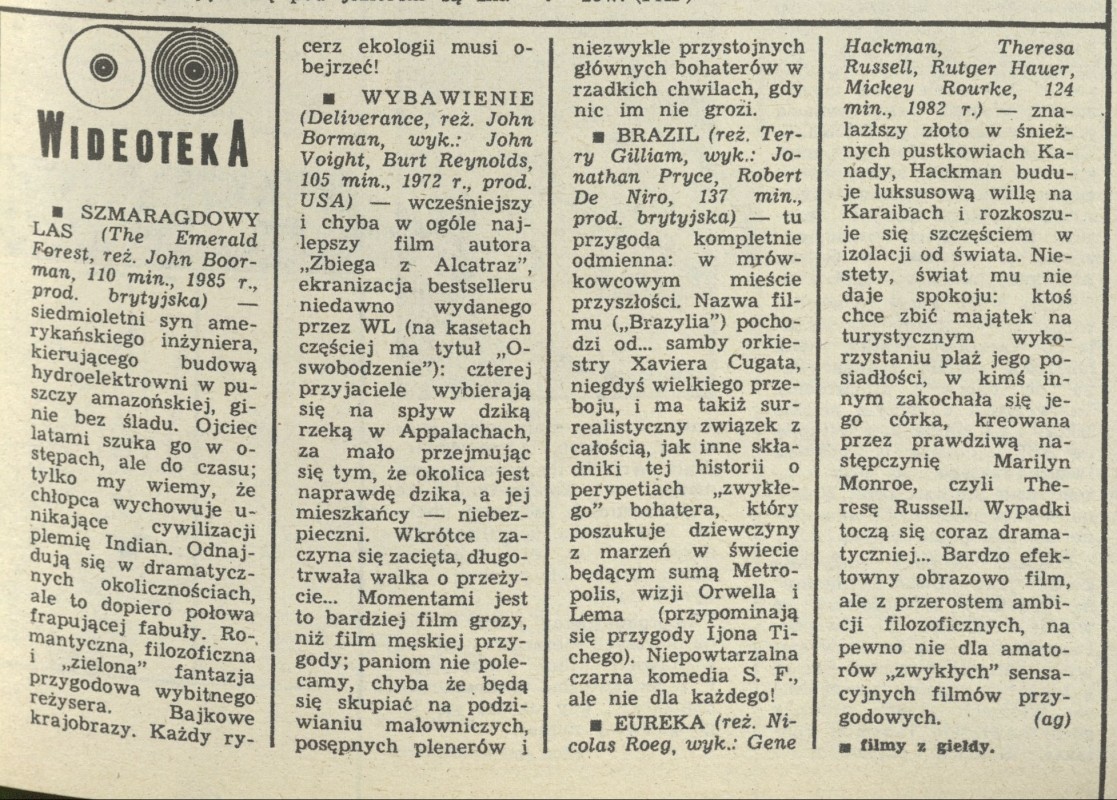 WIDEOTEKA
■ SZMARAGDOWY
LAS (The Emerald
Forest, reż. John Boor-
man, 110 min., 1985 r.,
prod. brytyjska) —
siedmioletni syn ame-
rykańskiego inżyniera,
kierującego budową
hydroelektrowni w pu-
szczy amazońskiej, gi-
nie bez śladu. Ojciec
latami szuka go w o-
stępach, ale do czasu;
tylko my wiemy, że
chłopca wychowuje u-
nikające cywilizacji
plemię Indian. Odnaj-
dują się w dramatycz-
nych okolicznościach,
ale to dopiero połowa
frapującej fabuły. Ro-
mantyczna, filozoficzna
i „zielona” fantazja
przygodowa wybitnego
reżysera. Bajkowe
krajobrazy. Każdy ry-
cerz ekologii musi o-
bejrzeć!
■ WYBAWIENIE
(Deliverance, reż. John
Borman, wyk.: John
Voight, Burt Reynolds,
105 min., 1972 r., prod.
USA) — wcześniejszy
i chyba w ogóle naj-
lepszy film autora
„Zbiega z Alcatraz”,
ekranizacja bestselleru
niedawno wydanego
przez WL (na kasetach
częściej ma tytuł „O-
swobodzenie”): czterej
przyjaciele wybierają
się na spływ dziką
rzeką w Appalachach,
za mało przejmując
się tym, że okolica jest
naprawdę dzika, a jej
mieszkańcy — niebez-
pieczni. Wkrótce za-
czyna się zacięta, długo-
trwała walka o przeży-
cie... Momentami jest
to bardziej film grozy,
niż film męskiej przy-
gody; paniom nie pole-
camy, chyba że będą
się skupiać na podzi-
wianiu malowniczych,
posępnych plenerów i
niezwykle przystojnych
głównych bohaterów w
rzadkich chwilach, gdy
nic im nie grozi.
■ BRAZIL (reż. Ter-
ry Gilliam, wyk.: Jo-
nathan Pryce, Robert
De Niro, 137 min.,
prod. brytyjska) — tu
przygoda kompletnie
odmienna: w mrów-
kowcowym mieście
przyszłości. Nazwa fil-
mu („Brazylia”) pocho-
dzi od... samby orkie-
stry Xaviera Cugata,
niegdyś wielkiego prze-
boju, i ma takiż sur-
realistyczny związek z
całością, jak inne skła-
dniki tej historii o
perypetiach „zwykłe-
go” bohatera, który
poszukuje dziewczyny
z marzeń w świecie
będącym sumą Metro-
polis, wizji Orwella i
Lema (przypominają
się przygody Ijona Ti-
chego). Niepowtarzalna
czarna komedia S. F.,
ale nie dla każdego!
■ EUREKA (reż. Ni-
colas Roeg, wyk.: Gene
Hackman, Theresa
Russell, Rutger Hauer,
Mickey Rourke, 124
min., 1982 r.) — zna-
lazłszy złoto w śnież-
nych pustkowiach Ka-
nady, Hackman budu-
je luksusową willę na
Karaibach i rozkoszu-
je się szczęściem w
izolacji od świata. Nie-
stety, świat mu nie
daje spokoju: ktoś
chce zbić majątek na
turystycznym wyko-
rzystaniu plaż jego po-
siadłości, w kimś in-
nym zakochała się je-
go córka, kreowana
przez prawdziwą na-
stępczynię Marilyn
Monroe, czyli The-
resę Russell. Wypadki
toczą się coraz drama-
tyczniej... Bardzo efek-
towny obrazowo film,
ale z przerostem ambi-
cji filozoficznych, na
pewno nie dla amato-
rów „zwykłych” sensa-
cyjnych filmów przy-
godowych. (ag)
■ filmy z giełdy.